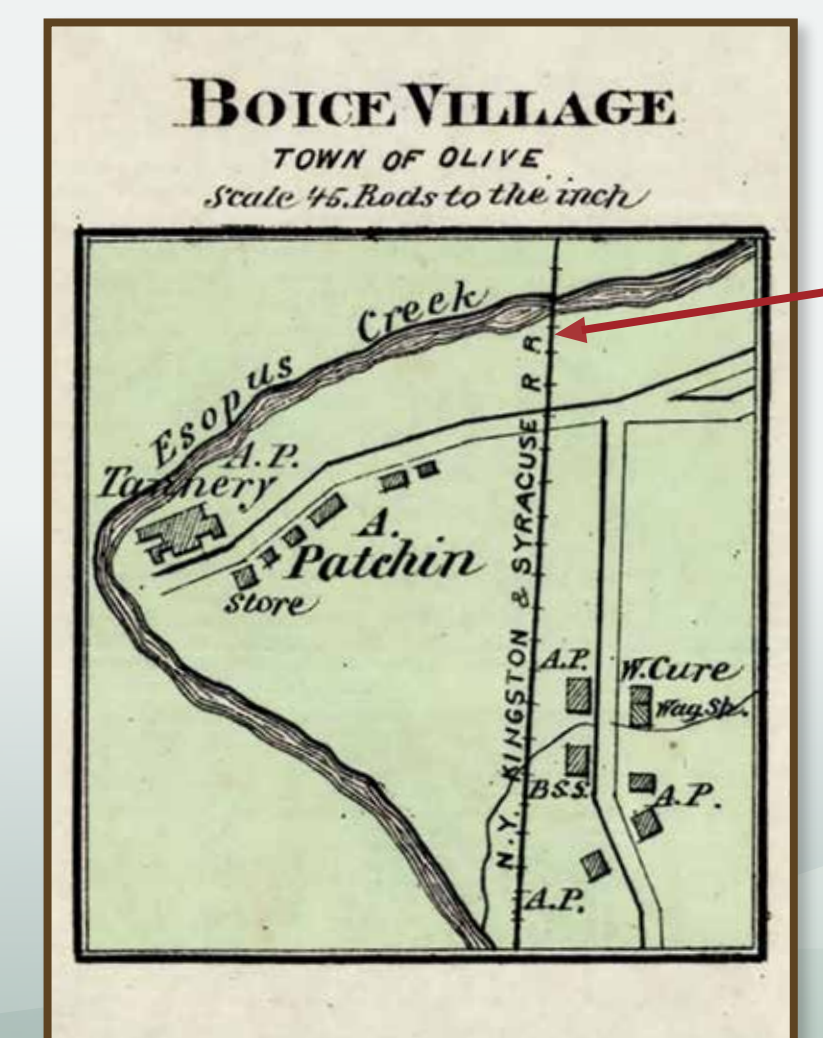 BOICE VILLAGE
TOWN OF OLIVE
Scale 45. Rods to the inch
Esopus Creek
A.P.
Tannery
A.
Patchin
Store
N.Y. KINGSTON & SYRACUSE R R
A.P.
W. Cure
Wag. Sh.
B.S.S.
A.P.
A.P.